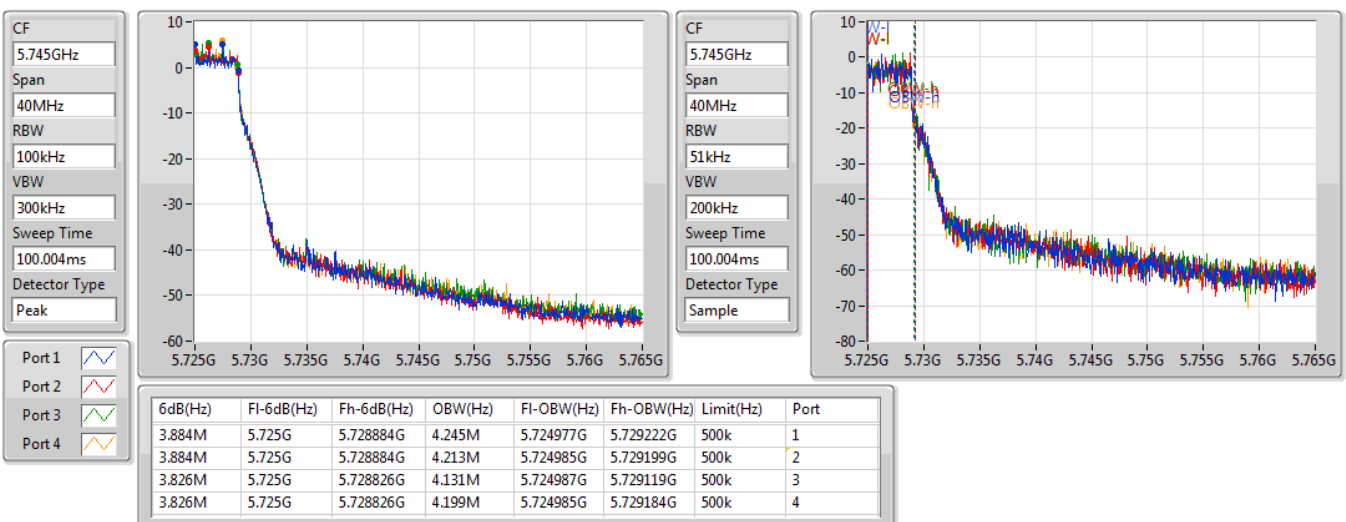 CF
5.745GHz
Span
40MHz
RBW
100kHz
VBW
300kHz
Sweep Time
100.004ms
Detector Type
Peak
10
0
-10
-20
-30
-40
-50
-60
5.725G 5.73G 5.735G 5.74G 5.745G 5.75G 5.755G 5.76G 5.765G
CF
5.745GHz
Span
40MHz
RBW
51kHz
VBW
200kHz
Sweep Time
100.004ms
Detector Type
Sample
10
0
-10
-20
-30
-40
-50
-60
-70
-80
W-l
W-l
OBW-h
OBW-h
5.725G 5.73G 5.735G 5.74G 5.745G 5.75G 5.755G 5.76G 5.765G
Port 1
Port 2
Port 3
Port 4
6dB(Hz) Fl-6dB(Hz) Fh-6dB(Hz) OBW(Hz) Fl-OBW(Hz) Fh-OBW(Hz) Limit(Hz) Port
3.884M 5.725G 5.728884G 4.245M 5.724977G 5.729222G 500k 1
3.884M 5.725G 5.728884G 4.213M 5.724985G 5.729199G 500k 2
3.826M 5.725G 5.728826G 4.131M 5.724987G 5.729119G 500k 3
3.826M 5.725G 5.728826G 4.199M 5.724985G 5.729184G 500k 4